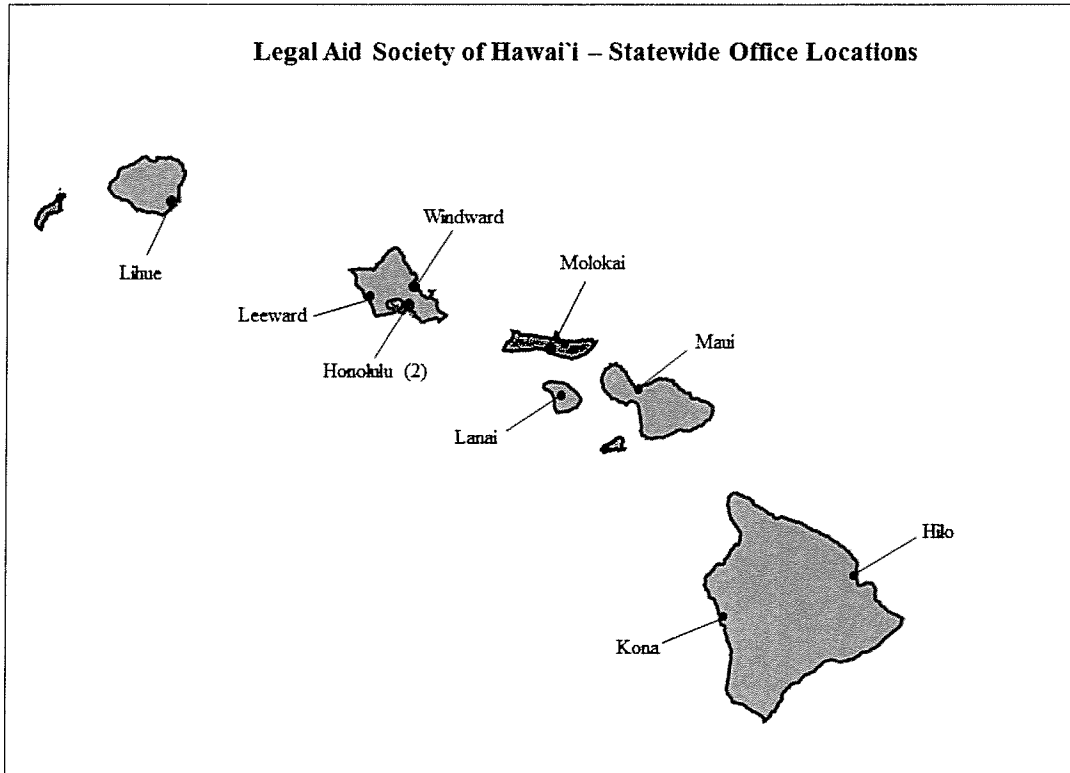 Legal Aid Society of Hawai`i – Statewide Office Locations
Windward
Molokai
Lihue
Leeward
Maui
Honolulu (2)
Lanai
Hilo
Kona